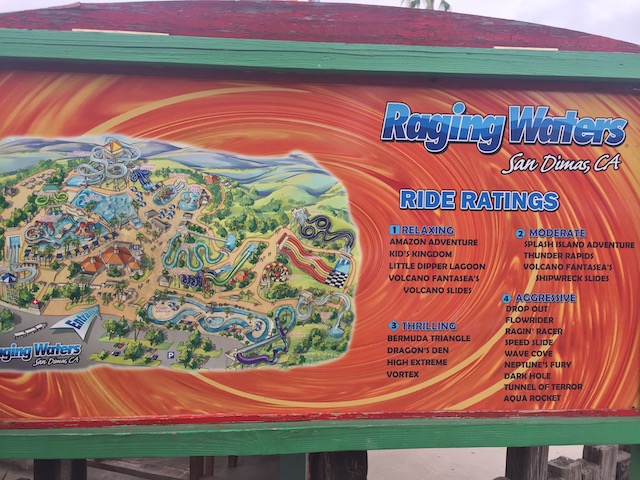 Raging Waters
San Dimas, CA
RIDE RATINGS
1 RELAXING
AMAZON ADVENTURE
KID'S KINGDOM
LITTLE DIPPER LAGOON
VOLCANO FANTASEA'S
VOLCANO SLIDES
2 MODERATE
SPLASH ISLAND ADVENTURE
THUNDER RAPIDS
VOLCANO FANTASEA'S
SHIPWRECK SLIDES
3 THRILLING
BERMUDA TRIANGLE
DRAGON'S DEN
HIGH EXTREME
VORTEX
4 AGGRESSIVE
DROP OUT
FLOWRIDER
RAGIN' RACER
SPEED SLIDE
WAVE COVE
NEPTUNE'S FURY
DARK HOLE
TUNNEL OF TERROR
AQUA ROCKET
Entrance
P
aging Waters
San Dimas, CA